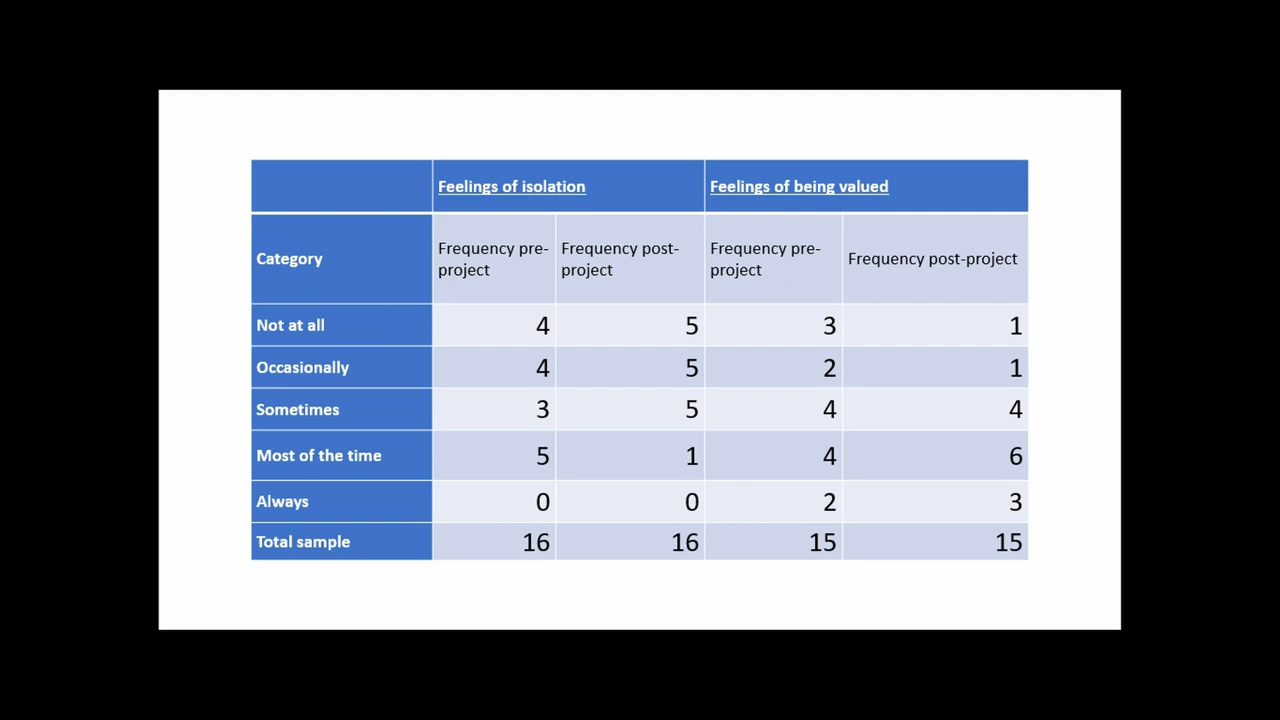 Feelings of isolation Feelings of being valued
Category Frequency pre-project Frequency post-project Frequency pre-project Frequency post-project
Not at all 4 5 3 1
Occasionally 4 5 2 1
Sometimes 3 5 4 4
Most of the time 5 1 4 6
Always 0 0 2 3
Total sample 16 16 15 15